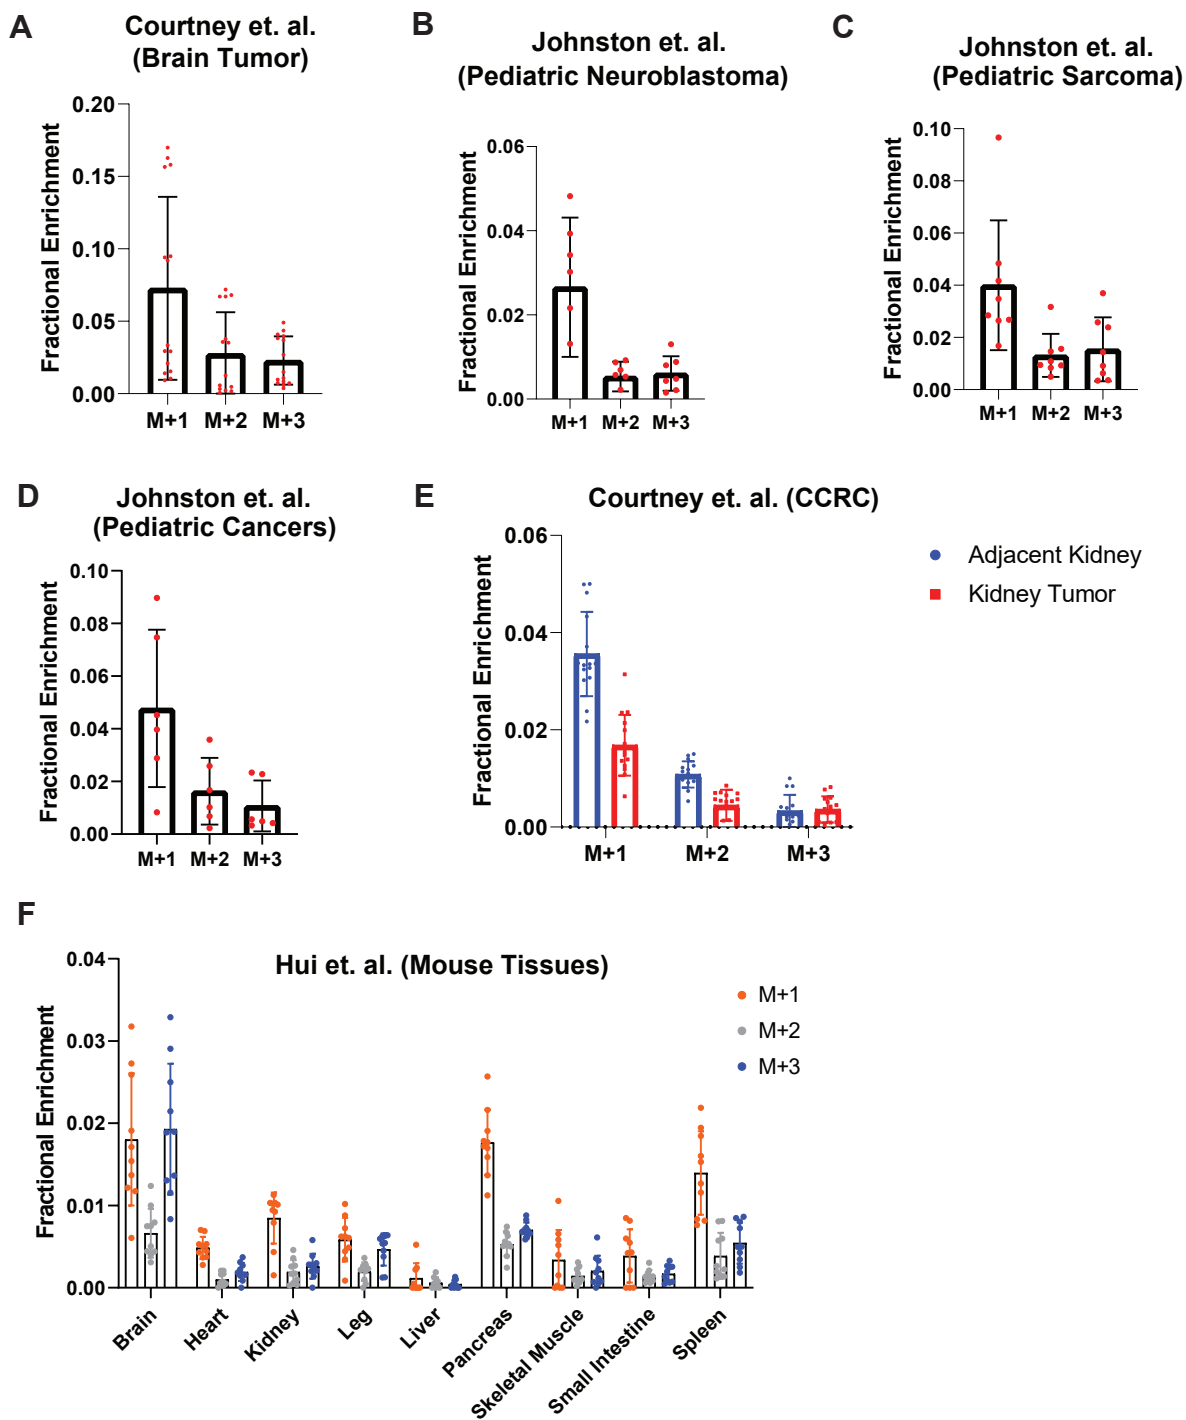 A
Courtney et. al.
(Brain Tumor)
Fractional Enrichment
0.20
0.15
0.10
0.05
0.00
M+1 M+2 M+3
B
Johnston et. al.
(Pediatric Neuroblastoma)
Fractional Enrichment
0.06
0.04
0.02
0.00
M+1 M+2 M+3
C
Johnston et. al.
(Pediatric Sarcoma)
Fractional Enrichment
0.10
0.08
0.06
0.04
0.02
0.00
M+1 M+2 M+3
D
Johnston et. al.
(Pediatric Cancers)
Fractional Enrichment
0.10
0.08
0.06
0.04
0.02
0.00
M+1 M+2 M+3
E
Courtney et. al. (CCRC)
Fractional Enrichment
0.06
0.04
0.02
0.00
M+1 M+2 M+3
Adjacent Kidney
Kidney Tumor
F
Hui et. al. (Mouse Tissues)
Fractional Enrichment
0.04
0.03
0.02
0.01
0.00
M+1
M+2
M+3
Brain
Heart
Kidney
Leg
Liver
Pancreas
Skeletal Muscle
Small Intestine
Spleen